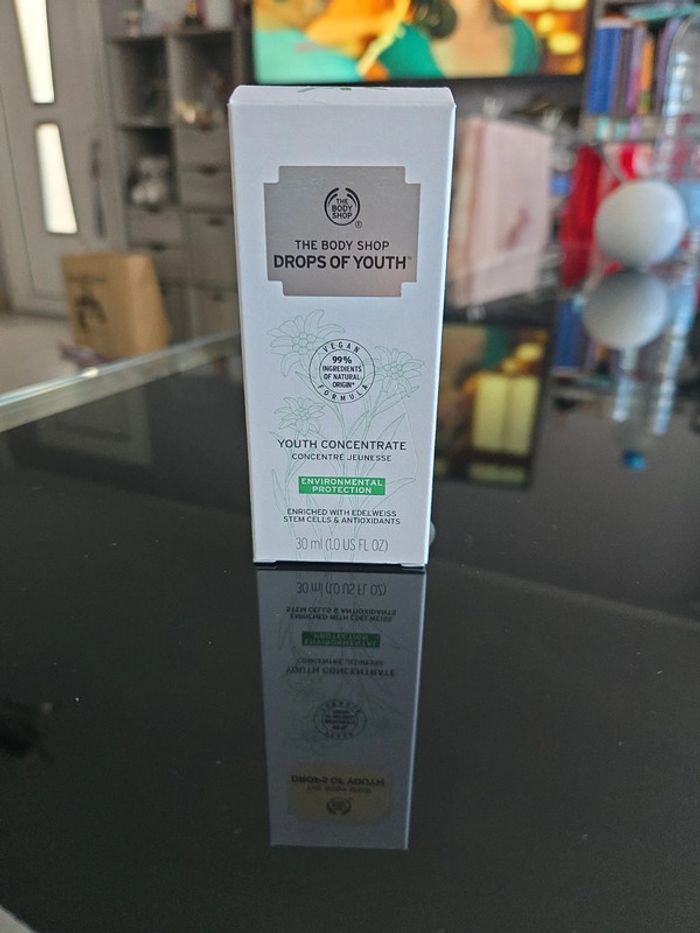 THE
BODY
SHOP
®
THE BODY SHOP
DROPS OF YOUTH™
VEGAN
99%
INGREDIENTS
OF NATURAL
ORIGIN*
FORMULA
YOUTH CONCENTRATE
CONCENTRÉ JEUNESSE
ENVIRONMENTAL
PROTECTION
ENRICHED WITH EDELWEISS
STEM CELLS & ANTIOXIDANTS
30 ml (1.0 US FL OZ)